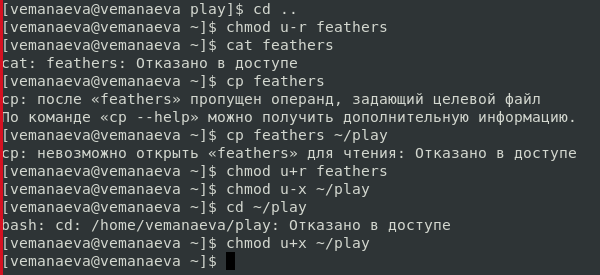 [vemanaeva@vemanaeva play]$ cd ..
[vemanaeva@vemanaeva ~]$ chmod u-r feathers
[vemanaeva@vemanaeva ~]$ cat feathers
cat: feathers: Отказано в доступе
[vemanaeva@vemanaeva ~]$ cp feathers
cp: после «feathers» пропущен операнд, задающий целевой файл
По команде «cp --help» можно получить дополнительную информацию.
[vemanaeva@vemanaeva ~]$ cp feathers ~/play
cp: невозможно открыть «feathers» для чтения: Отказано в доступе
[vemanaeva@vemanaeva ~]$ chmod u+r feathers
[vemanaeva@vemanaeva ~]$ chmod u-x ~/play
[vemanaeva@vemanaeva ~]$ cd ~/play
bash: cd: /home/vemanaeva/play: Отказано в доступе
[vemanaeva@vemanaeva ~]$ chmod u+x ~/play
[vemanaeva@vemanaeva ~]$